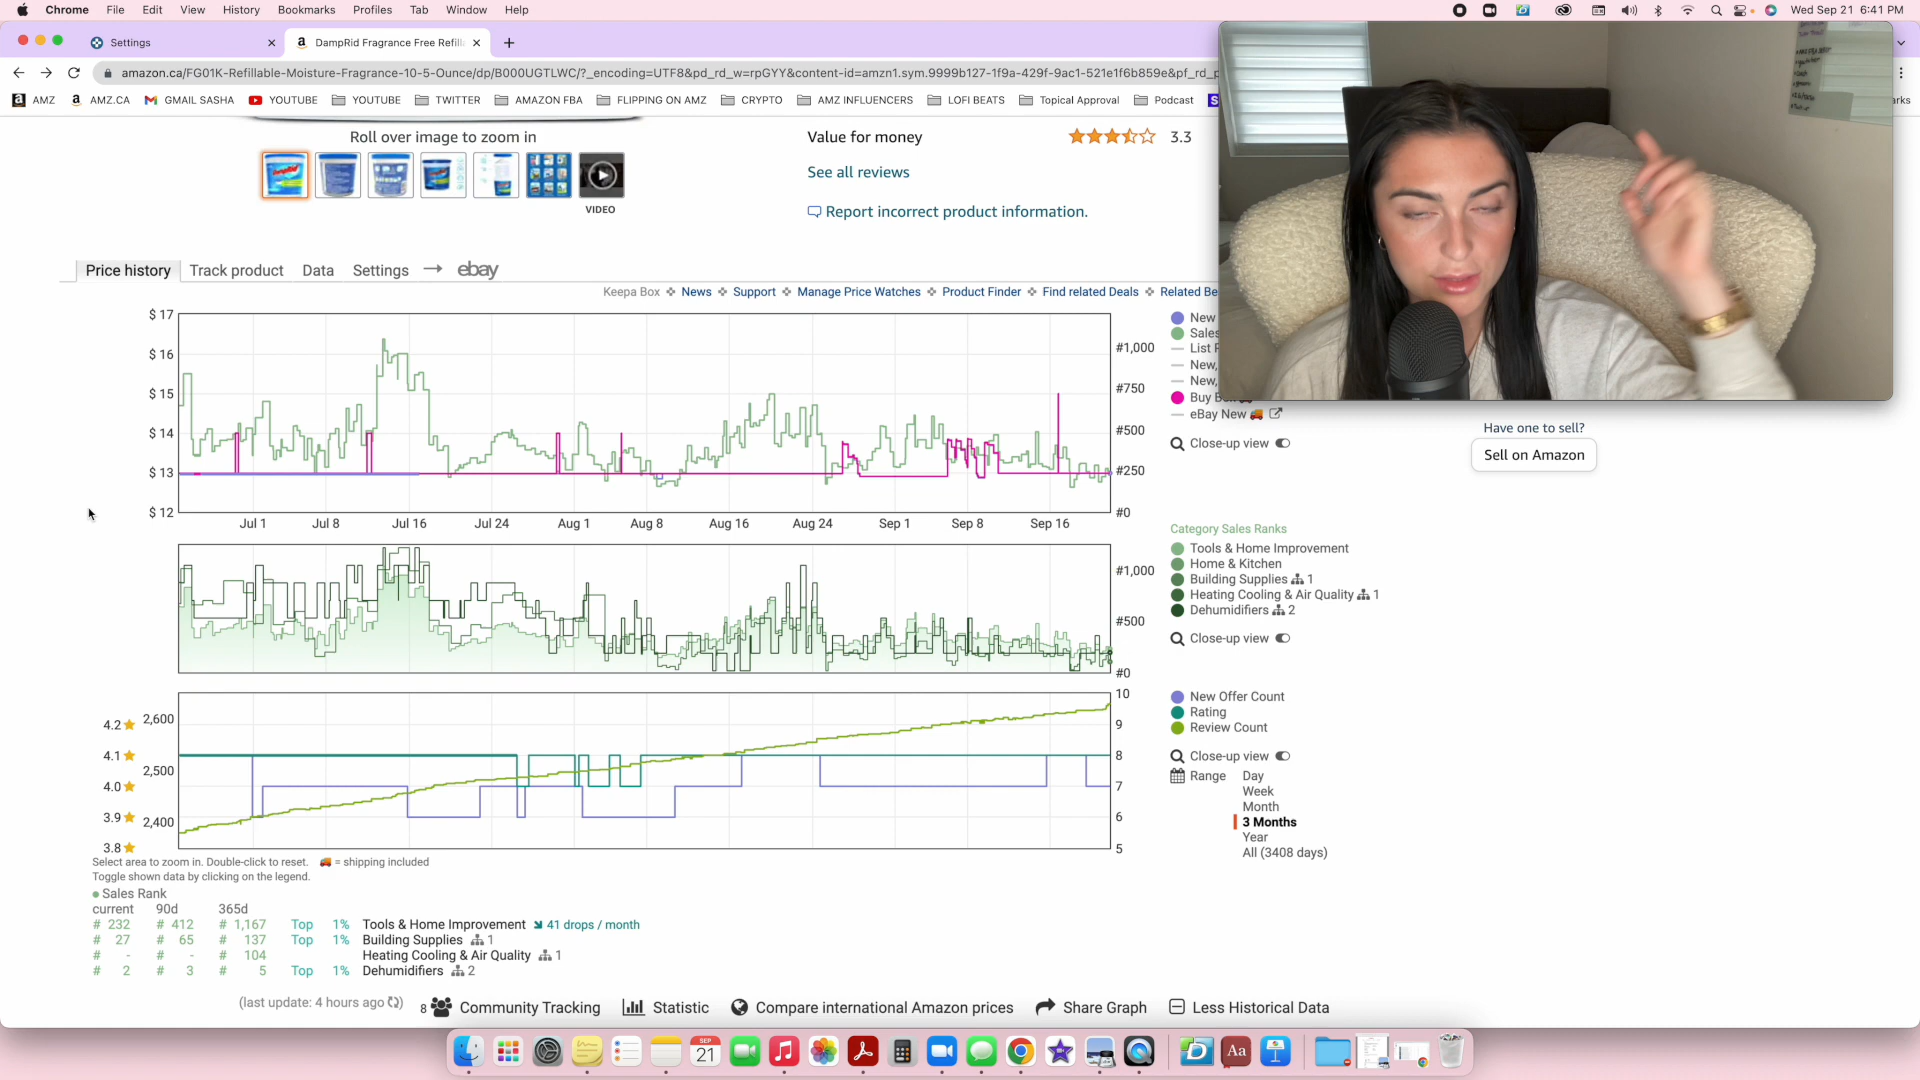 Chrome File Edit View History Bookmarks Profiles Tab Window Help Wed Sep 21 6:41 PM
Settings
DampRid Fragrance Free Refill
amazon.ca/FG01K-Refillable-Moisture-Fragrance-10-5-Ounce/dp/B000UGTLWC/?_encoding=UTF8&pd_rd_w=rpGYY&content-id=amzn1.sym.9999b127-1f9a-429f-9ac1-521e1f6b859e&pf_rd_p
AMZ AMZ.CA GMAIL SASHA YOUTUBE YOUTUBE TWITTER AMAZON FBA FLIPPING ON AMZ CRYPTO AMZ INFLUENCERS LOFI BEATS Topical Approval Podcast S arks
Roll over image to zoom in
VIDEO
Value for money 3.3
See all reviews
Report incorrect product information.
Price history Track product Data Settings → ebay
Keepa Box News Support Manage Price Watches Product Finder Find related Deals Related Be
$ 17
$ 16
$ 15
$ 14
$ 13
$ 12
#1,000
#750
#500
#250
#0
Jul 1 Jul 8 Jul 16 Jul 24 Aug 1 Aug 8 Aug 16 Aug 24 Sep 1 Sep 8 Sep 16
New
Sales
List P
New,
New,
Buy B
eBay New
Close-up view
Have one to sell?
Sell on Amazon
#1,000
#500
#0
Category Sales Ranks
Tools & Home Improvement
Home & Kitchen
Building Supplies 1
Heating Cooling & Air Quality 1
Dehumidifiers 2
Close-up view
4.2 2,600
4.1
4.0 2,500
3.9 2,400
3.8
10
9
8
7
6
5
New Offer Count
Rating
Review Count
Close-up view
Range Day
Week
Month
3 Months
Year
All (3408 days)
Select area to zoom in. Double-click to reset. = shipping included
Toggle shown data by clicking on the legend.
Sales Rank
current 90d 365d
# 232 # 412 # 1,167 Top 1% Tools & Home Improvement 41 drops / month
# 27 # 65 # 137 Top 1% Building Supplies 1
# - # - # 104 Heating Cooling & Air Quality 1
# 2 # 3 # 5 Top 1% Dehumidifiers 2
(last update: 4 hours ago)
8 Community Tracking Statistic Compare international Amazon prices Share Graph Less Historical Data
SEP
21
Aa